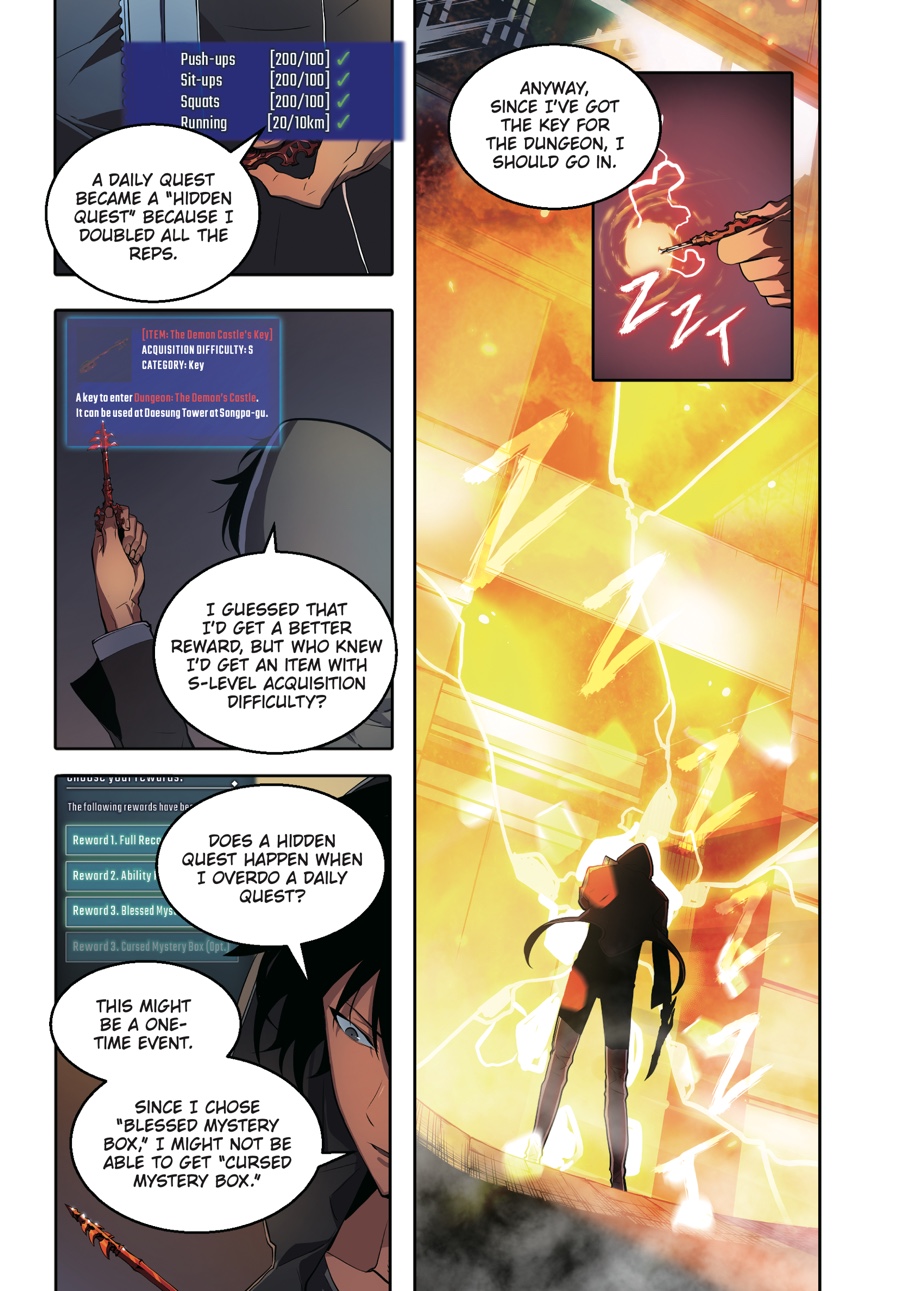 Push-ups [200/100] ✓
Sit-ups [200/100] ✓
Squats [200/100] ✓
Running [20/10km] ✓
A DAILY QUEST
BECAME A "HIDDEN
QUEST" BECAUSE I
DOUBLED ALL THE
REPS.
[ITEM: The Demon Castle's Key]
ACQUISITION DIFFICULTY: S
CATEGORY: Key
A key to enter Dungeon: The Demon's Castle.
It can be used at Daesung Tower at Songpa-gu.
I GUESSED THAT
I'D GET A BETTER
REWARD, BUT WHO KNEW
I'D GET AN ITEM WITH
S-LEVEL ACQUISITION
DIFFICULTY?
choose your rewards.
The following rewards have
Reward 1. Full
Reward 2. Ability
Reward 3. Blessed
Reward 3. Cursed Mystery Box (Opt.)
DOES A HIDDEN
QUEST HAPPEN WHEN
I OVERDO A DAILY
QUEST?
THIS MIGHT
BE A ONE-
TIME EVENT.
SINCE I CHOSE
"BLESSED MYSTERY
BOX," I MIGHT NOT BE
ABLE TO GET "CURSED
MYSTERY BOX."
ANYWAY,
SINCE I'VE GOT
THE KEY FOR
THE DUNGEON, I
SHOULD GO IN.
ZZT
ZZZT
ZZT